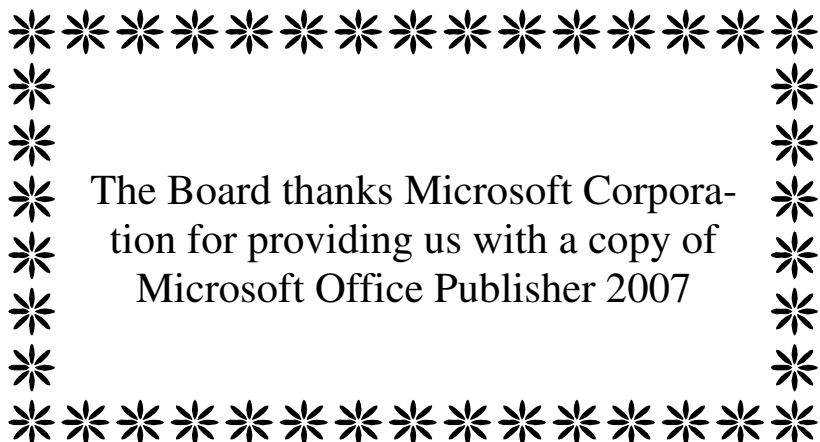 The Board thanks Microsoft Corpora-
tion for providing us with a copy of
Microsoft Office Publisher 2007